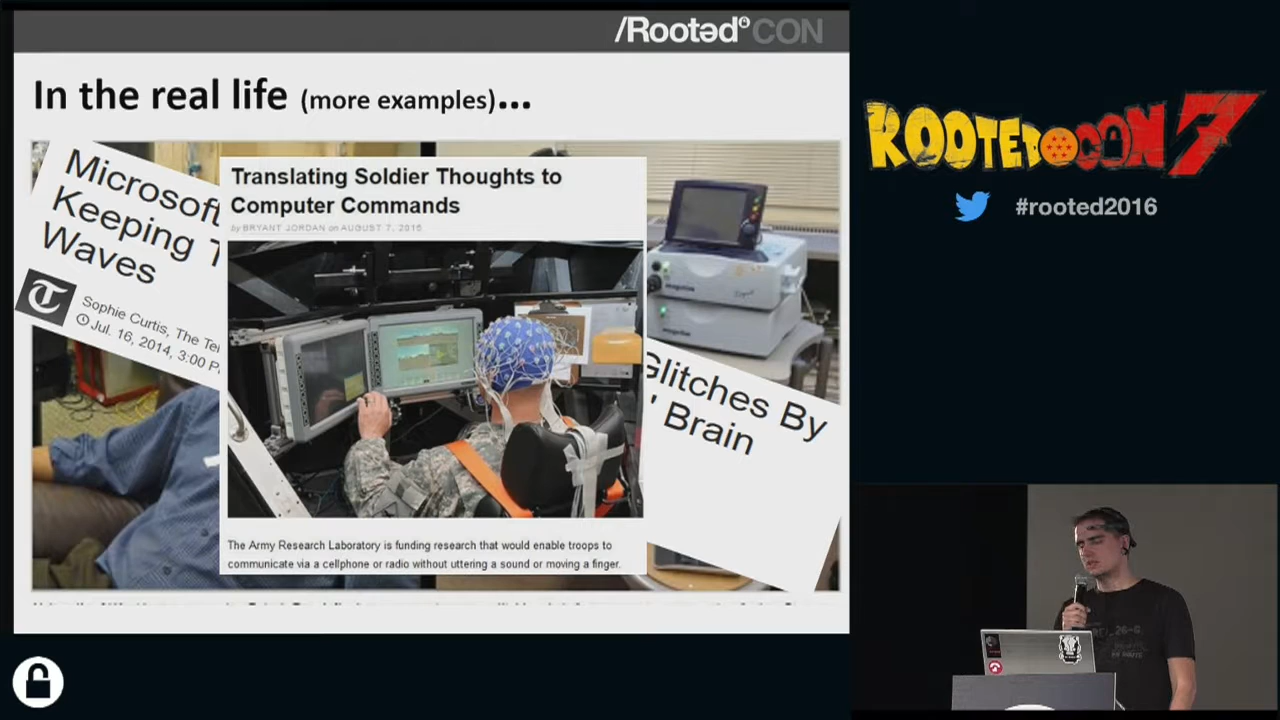 /RootedCON
In the real life (more examples)...
Microsoft
Keeping
Waves
Sophie Curtis, The
Jul. 16, 2014, 3:00
Translating Soldier Thoughts to
Computer Commands
by BRYANT JORDAN on AUGUST 7, 2015
The Army Research Laboratory is funding research that would enable troops to
communicate via a cellphone or radio without uttering a sound or moving a finger.
Glitches By
' Brain
ROOTEDCON 7
#rooted2016